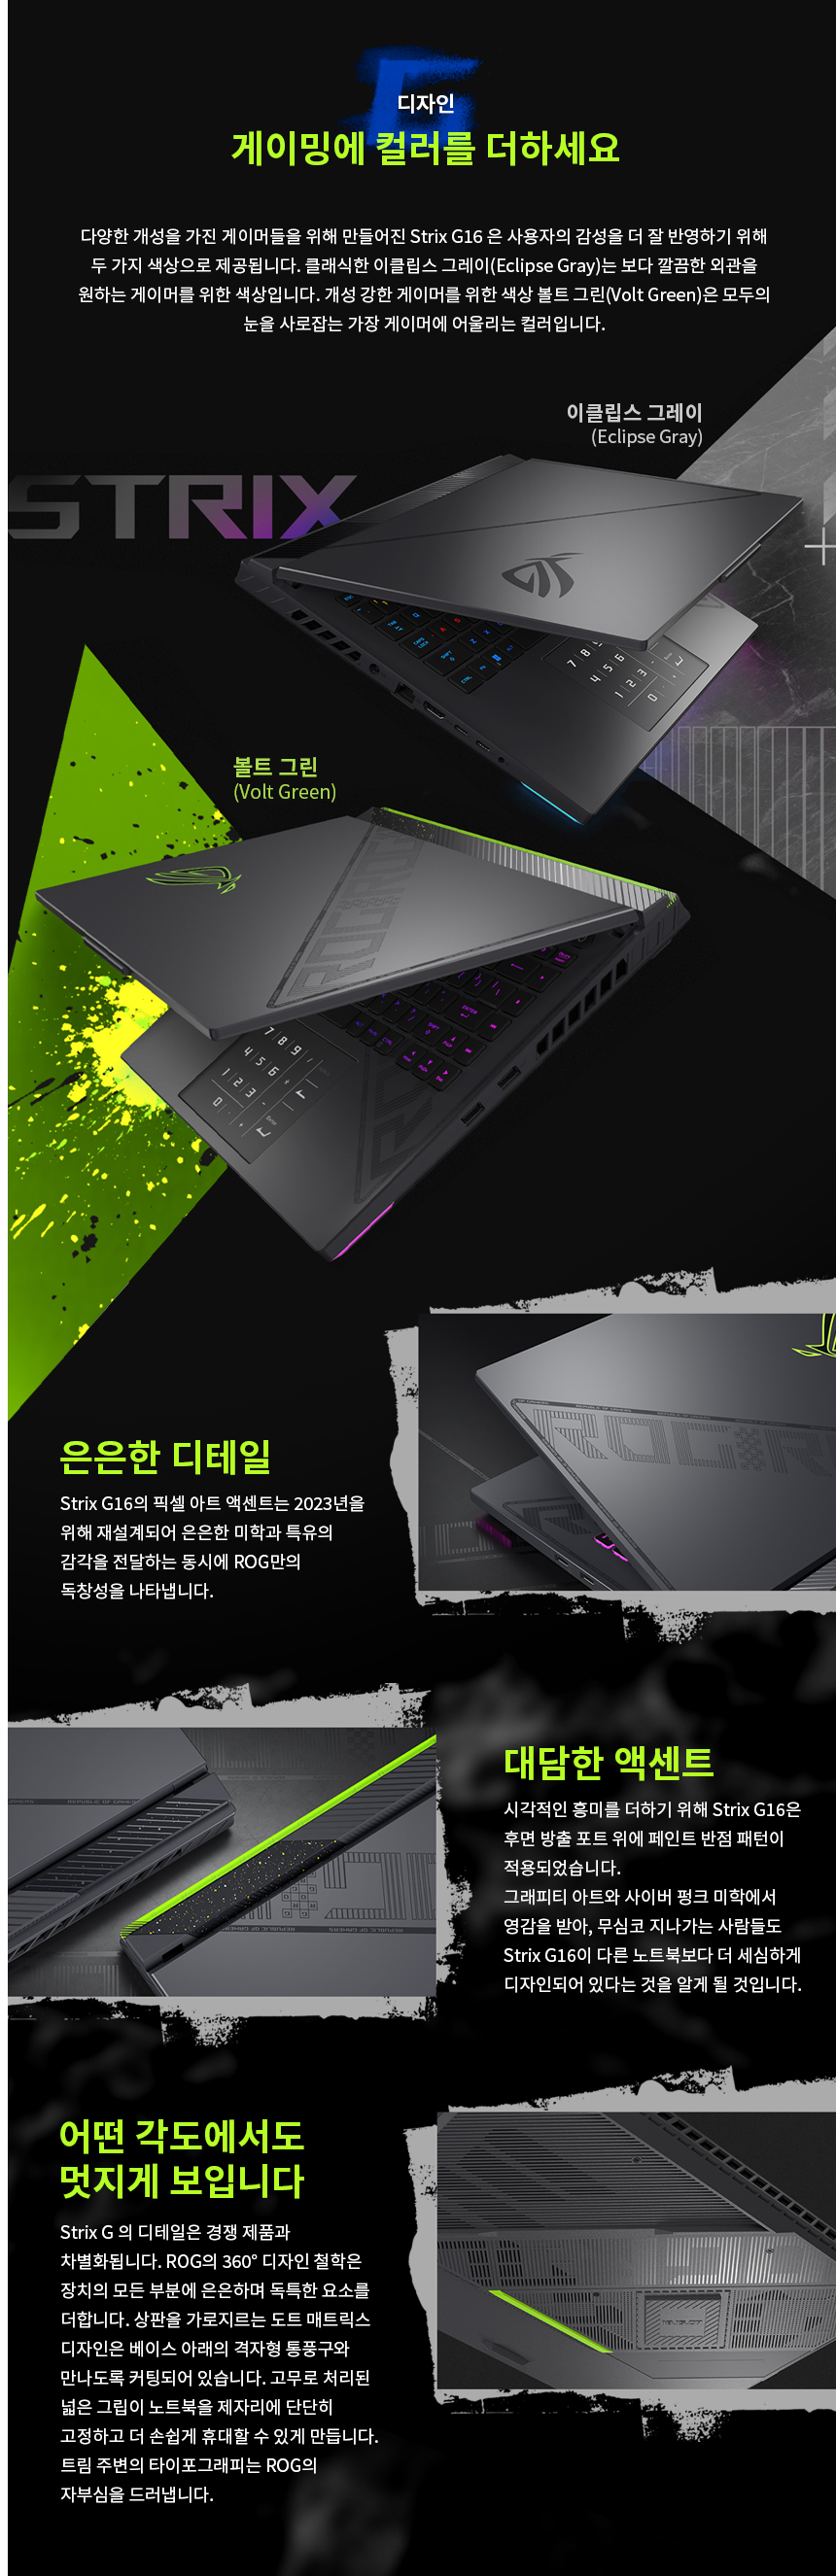 디자인
게이밍에 컬러를 더하세요
다양한 개성을 가진 게이머들을 위해 만들어진 Strix G16 은 사용자의 감성을 더 잘 반영하기 위해
두 가지 색상으로 제공됩니다. 클래식한 이클립스 그레이(Eclipse Gray)는 보다 깔끔한 외관을
원하는 게이머를 위한 색상입니다. 개성 강한 게이머를 위한 색상 볼트 그린(Volt Green)은 모두의
눈을 사로잡는 가장 게이머에 어울리는 컬러입니다.
이클립스 그레이
(Eclipse Gray)
STRIX
볼트 그린
(Volt Green)
은은한 디테일
Strix G16의 픽셀 아트 액센트는 2023년을
위해 재설계되어 은은한 미학과 특유의
감각을 전달하는 동시에 ROG만의
독창성을 나타냅니다.
대담한 액센트
시각적인 흥미를 더하기 위해 Strix G16은
후면 방출 포트 위에 페인트 반점 패턴이
적용되었습니다.
그래피티 아트와 사이버 펑크 미학에서
영감을 받아, 무심코 지나가는 사람들도
Strix G16이 다른 노트북보다 더 세심하게
디자인되어 있다는 것을 알게 될 것입니다.
어떤 각도에서도
멋지게 보입니다
Strix G 의 디테일은 경쟁 제품과
차별화됩니다. ROG의 360° 디자인 철학은
장치의 모든 부분에 은은하며 독특한 요소를
더합니다. 상판을 가로지르는 도트 매트릭스
디자인은 베이스 아래의 격자형 통풍구와
만나도록 커팅되어 있습니다. 고무로 처리된
넓은 그립이 노트북을 제자리에 단단히
고정하고 더 손쉽게 휴대할 수 있게 만듭니다.
트림 주변의 타이포그래피는 ROG의
자부심을 드러냅니다.